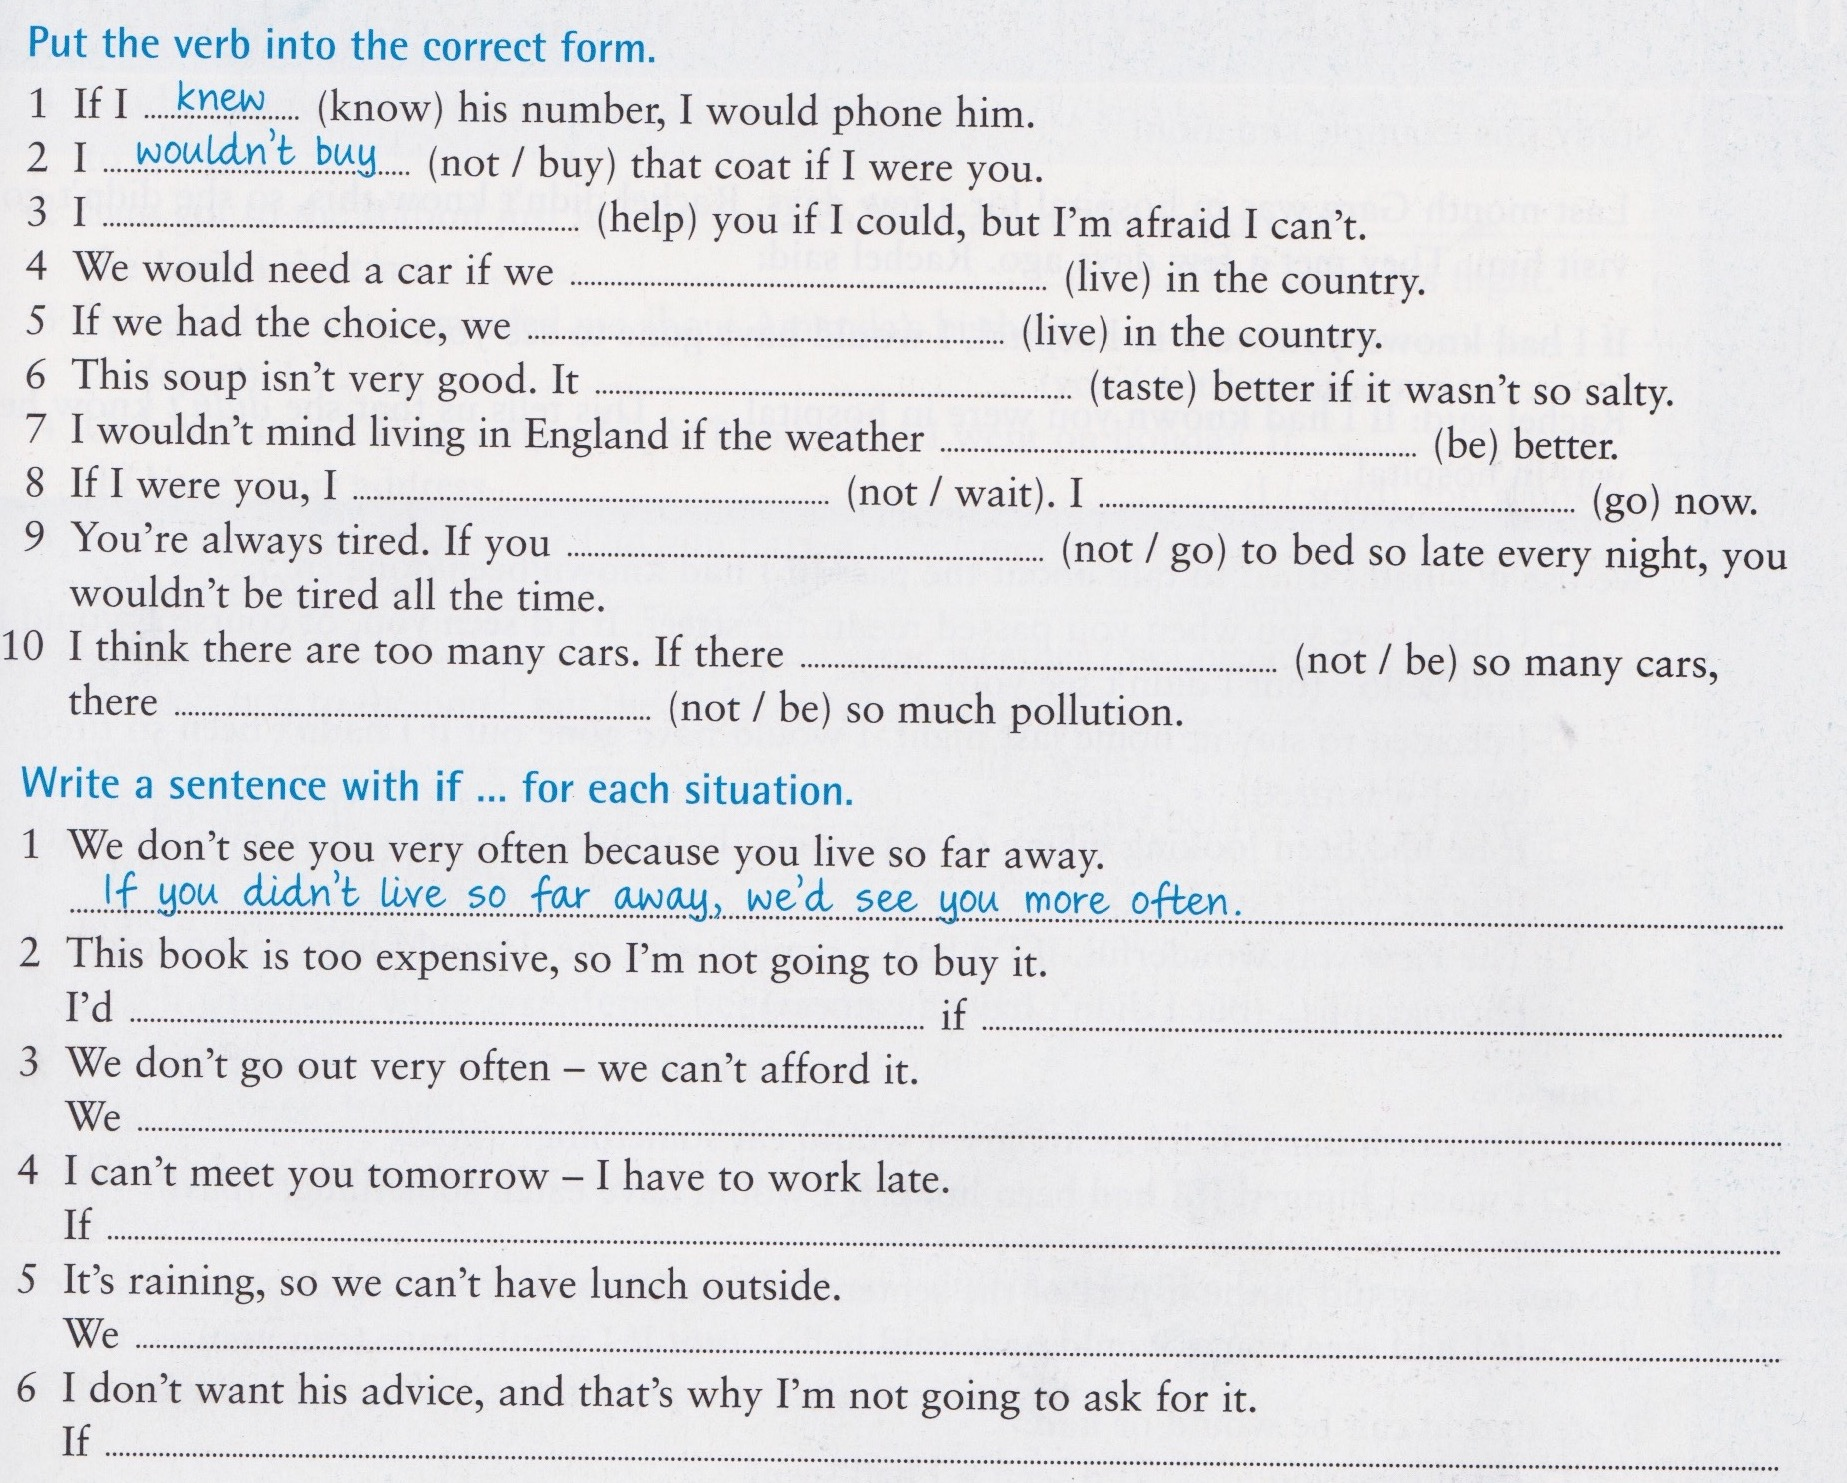 Put the verb into the correct form.
1 If I ...knew... (know) his number, I would phone him.
2 I ...wouldn't buy... (not / buy) that coat if I were you.
3 I ... (help) you if I could, but I'm afraid I can't.
4 We would need a car if we ... (live) in the country.
5 If we had the choice, we ... (live) in the country.
6 This soup isn't very good. It ... (taste) better if it wasn't so salty.
7 I wouldn't mind living in England if the weather ... (be) better.
8 If I were you, I ... (not / wait). I ... (go) now.
9 You're always tired. If you ... (not / go) to bed so late every night, you
wouldn't be tired all the time.
10 I think there are too many cars. If there ... (not / be) so many cars,
there ... (not / be) so much pollution.
Write a sentence with if ... for each situation.
1 We don't see you very often because you live so far away.
If you didn't live so far away, we'd see you more often.
2 This book is too expensive, so I'm not going to buy it.
I'd ... if ...
3 We don't go out very often – we can't afford it.
We ...
4 I can't meet you tomorrow – I have to work late.
If ...
5 It's raining, so we can't have lunch outside.
We ...
6 I don't want his advice, and that's why I'm not going to ask for it.
If ...